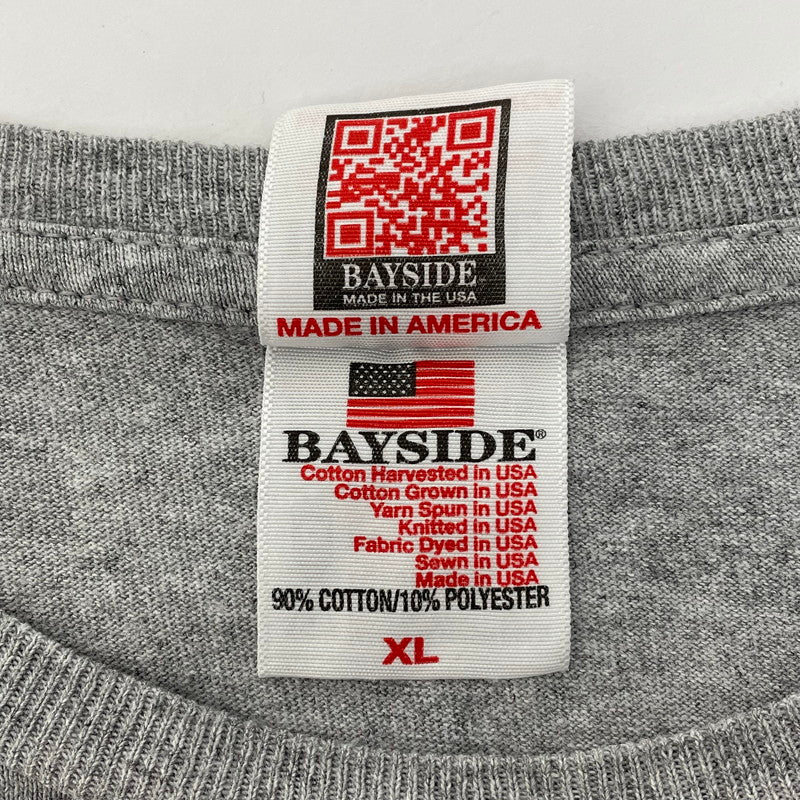 BAYSIDE
MADE IN THE USA
MADE IN AMERICA
BAYSIDE®
Cotton Harvested in USA
Cotton Grown in USA
Yarn Spun in USA
Knitted in USA
Fabric Dyed in USA
Sewn in USA
Made in USA
90% COTTON/10% POLYESTER
XL